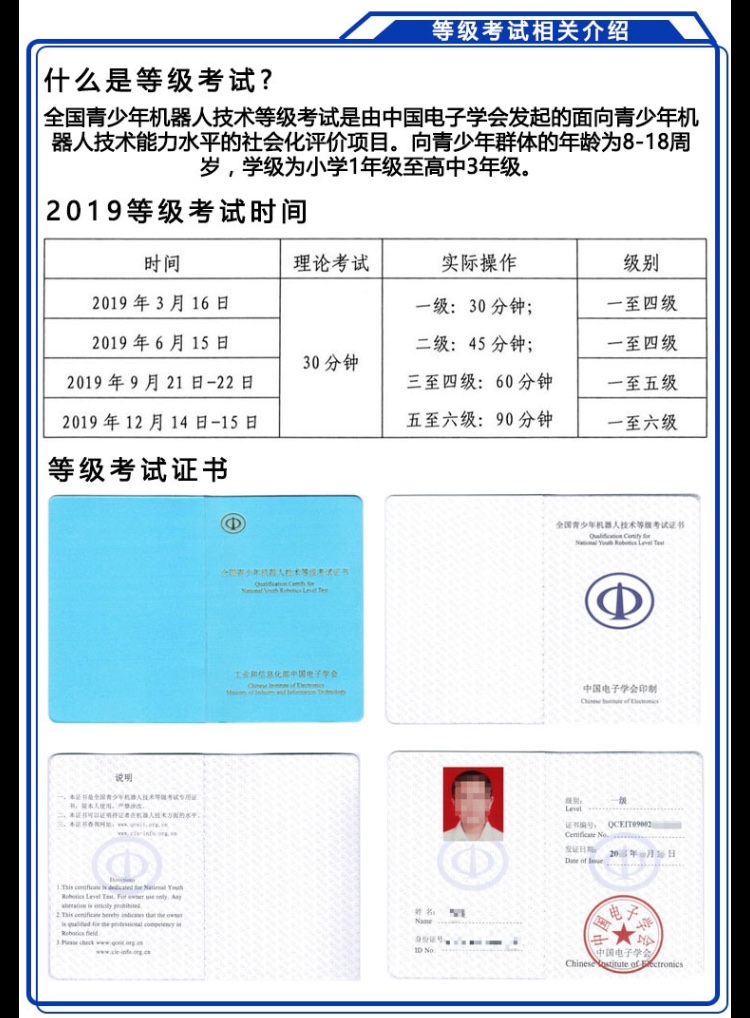 等级考试相关介绍
什么是等级考试?
全国青少年机器人技术等级考试是由中国电子学会发起的面向青少年机
器人技术能力水平的社会化评价项目。向青少年群体的年龄为8-18周
岁，学级为小学1年级至高中3年级。
2019等级考试时间
时间 理论考试 实际操作 级别
2019 年 3 月 16 日 一级: 30 分钟; 一至四级
2019 年 6 月 15 日 二级: 45 分钟; 一至四级
30 分钟
2019 年 9 月 21 日-22 日 三至四级: 60 分钟 一至五级
2019 年 12 月 14 日-15 日 五至六级: 90 分钟 一至六级
等级考试证书
全国青少年机器人技术等级考试证书
Qualification Certify for
National Youth Robotics Level Test
工业和信息化部中国电子学会
Chinese Institute of Electronics
Ministry of Industry and Information Technology
全国青少年机器人技术等级考试证书
Qualification Certify for
National Youth Robotics Level Test
中国电子学会印制
Chinese Institute of Electronics
说明
一、本证书是全国青少年机器人技术等级考试专用证
书，限本人使用，严禁涂改。
二、本证书可以证明持证者在机器人技术方面的水平。
三、本证书查询网站: www.qceit.org.cn
www.cie-info.org.cn
Directions
1.This certificate is dedicated for National Youth
Robotics Level Test. For owner use only. Any
alteration is strictly prohibited.
2.This certificate hereby indicates that the owner
is qualified for the professional competency in
Robotics field.
3.Please check www.qceit.org.cn
www.cie-info.org.cn
级别: 一级
Level
证书编号: QCEIT09002
Certificate No.
发证日期: 20 年 月 日
Date of Issue
姓 名:
Name
身份证号:
ID No.
中国电子学会
中国电子学会
Chinese Institute of Electronics